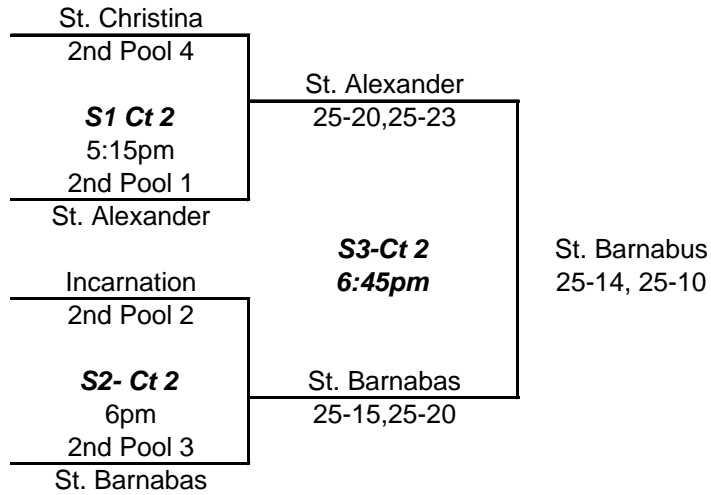 St. Christina
2nd Pool 4
St. Alexander
S1 Ct 2
25-20,25-23
5:15pm
2nd Pool 1
St. Alexander
S3-Ct 2
St. Barnabus
Incarnation
6:45pm
25-14, 25-10
2nd Pool 2
S2- Ct 2
St. Barnabas
6pm
25-15,25-20
2nd Pool 3
St. Barnabas